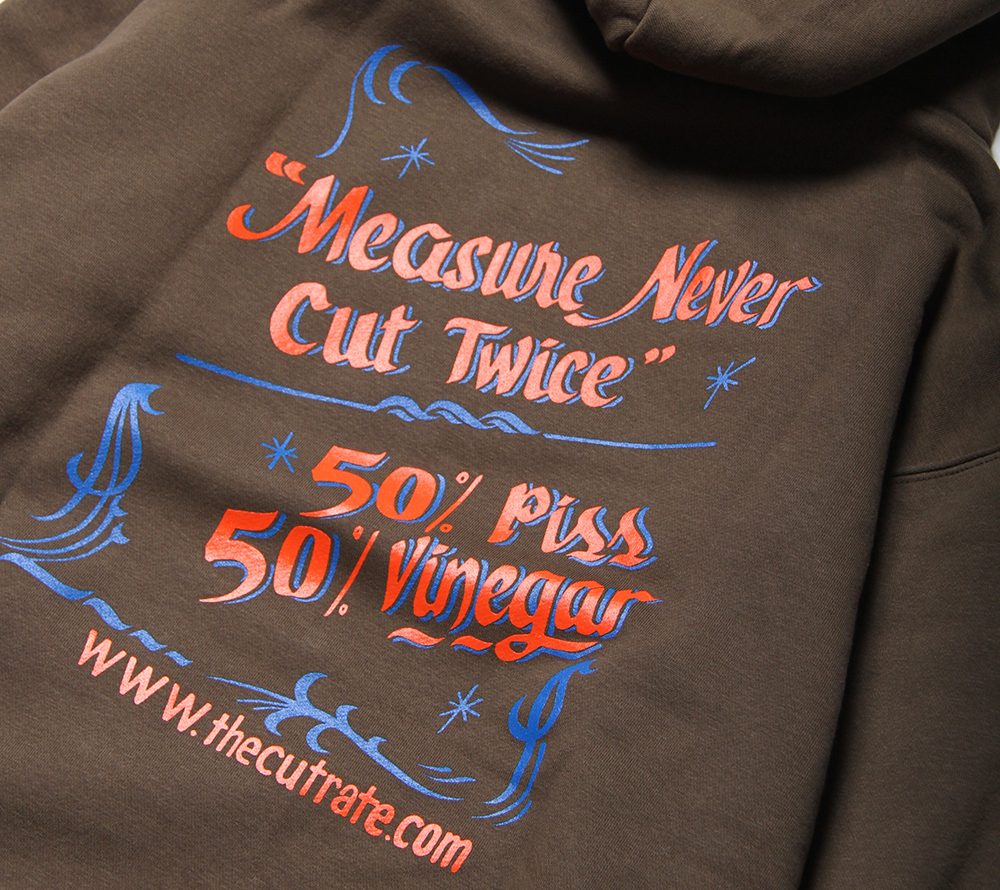 "Measure Never
Cut Twice"
50% Piss
50% Vinegar
www.thecutrate.com